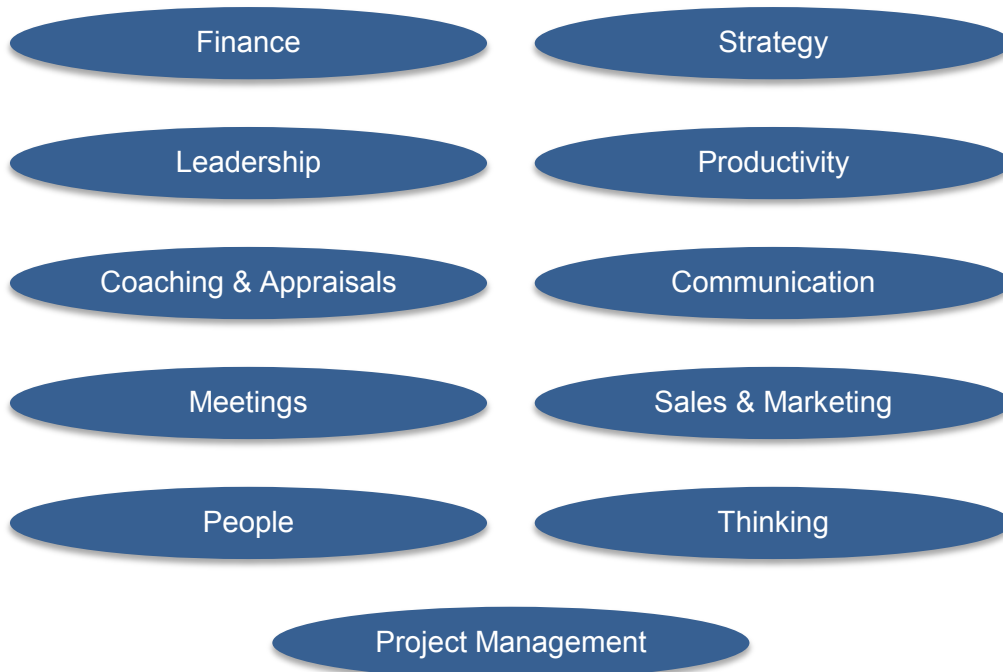 Finance
Strategy
Leadership
Productivity
Coaching & Appraisals
Communication
Meetings
Sales & Marketing
People
Thinking
Project Management